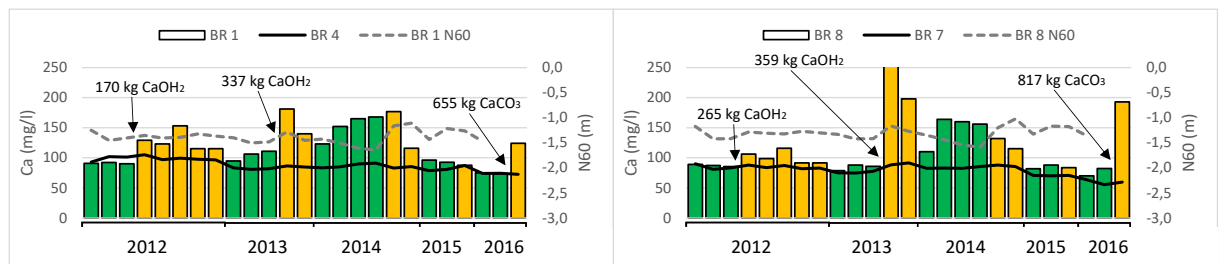 BR 1 BR 4 BR 1 N60
250 0,0
170 kg CaOH₂ 337 kg CaOH₂ 655 kg CaCO₃
200 -0,5
150 -1,0
100 -1,5
50 -2,0
0 -2,5
-3,0
Ca (mg/l)
N60 (m)
2012 2013 2014 2015 2016
BR 8 BR 7 BR 8 N60
250 0,0
265 kg CaOH₂ 359 kg CaOH₂ 817 kg CaCO₃
200 -0,5
150 -1,0
100 -1,5
50 -2,0
0 -2,5
-3,0
Ca (mg/l)
N60 (m)
2012 2013 2014 2015 2016